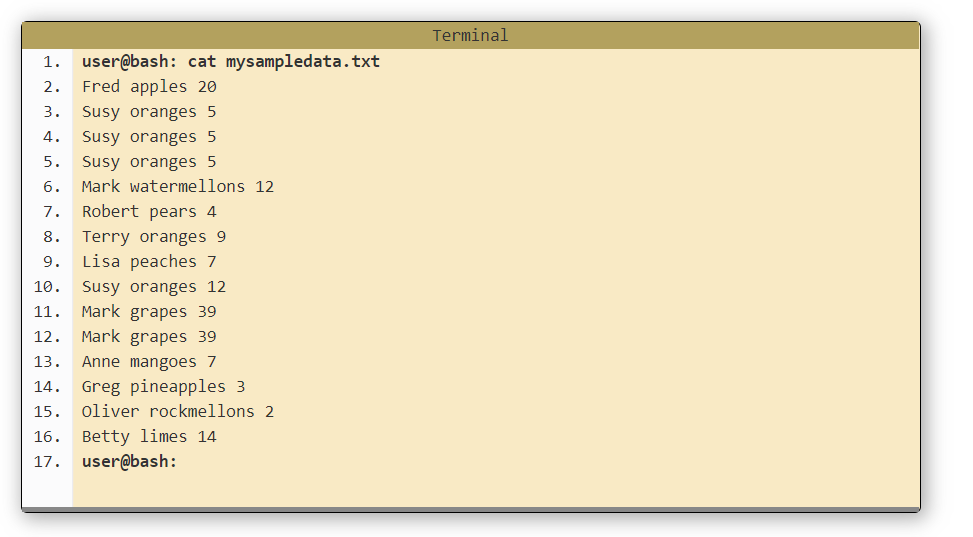 Terminal
1. user@bash: cat mysampledata.txt
2. Fred apples 20
3. Susy oranges 5
4. Susy oranges 5
5. Susy oranges 5
6. Mark watermellons 12
7. Robert pears 4
8. Terry oranges 9
9. Lisa peaches 7
10. Susy oranges 12
11. Mark grapes 39
12. Mark grapes 39
13. Anne mangoes 7
14. Greg pineapples 3
15. Oliver rockmellons 2
16. Betty limes 14
17. user@bash: